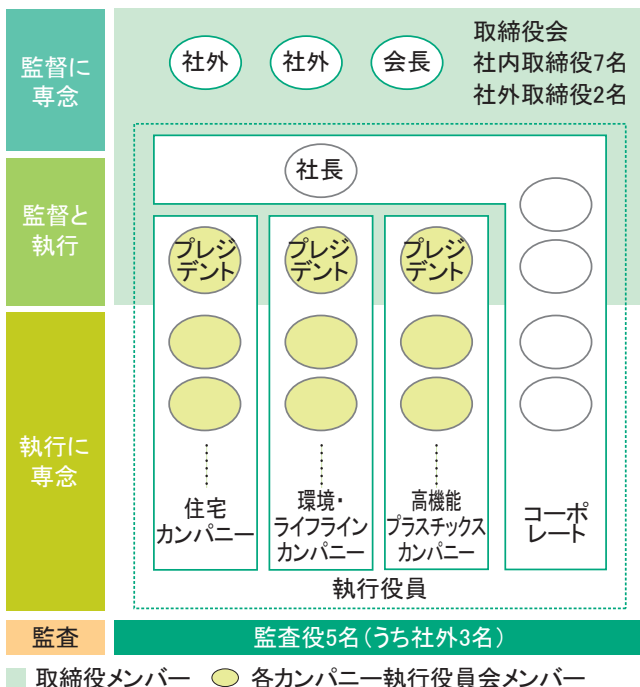 監督に
専念
社外
社外
会長
取締役会
社内取締役7名
社外取締役2名
社長
監督と
執行
プレジ
デント
プレジ
デント
プレジ
デント
執行に
専念
住宅
カンパニー
環境・
ライフライン
カンパニー
高機能
プラスチックス
カンパニー
コーポ
レート
執行役員
監査
監査役5名(うち社外3名)
取締役メンバー
各カンパニー執行役員会メンバー